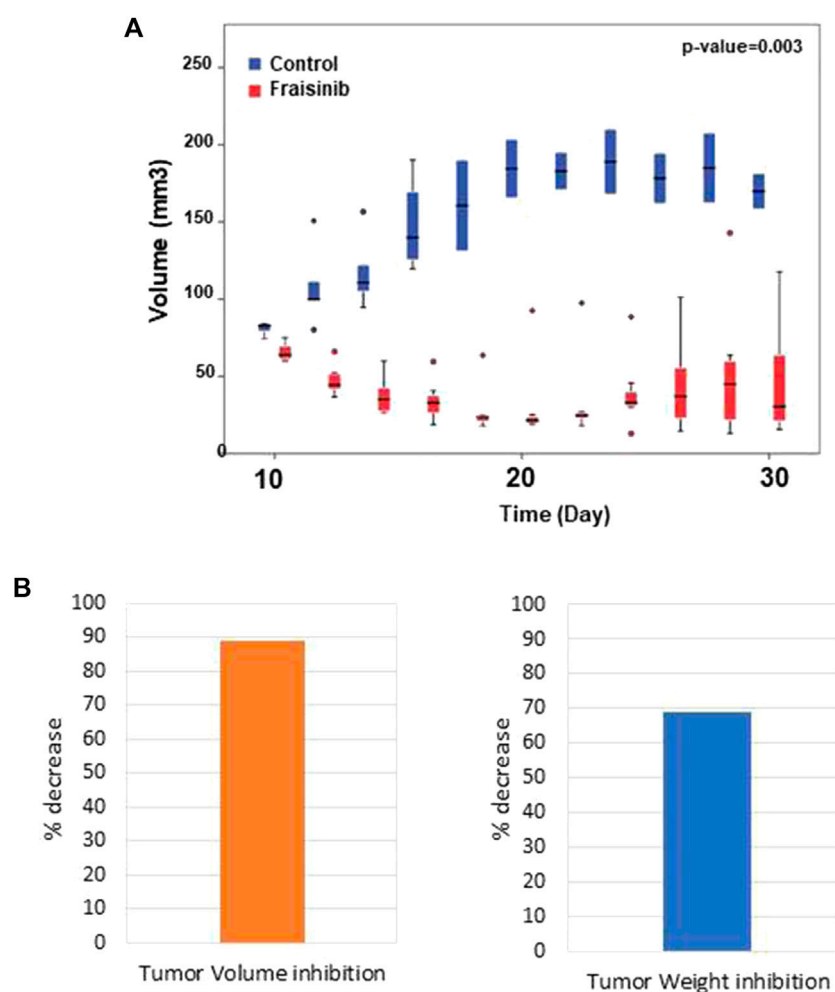 A
p-value=0.003
Control
Fraisinib
Volume (mm3)
250
200
150
100
50
0
10 20 30
Time (Day)
B
% decrease
100
90
80
70
60
50
40
30
20
10
0
Tumor Volume inhibition
% decrease
100
90
80
70
60
50
40
30
20
10
0
Tumor Weight inhibition